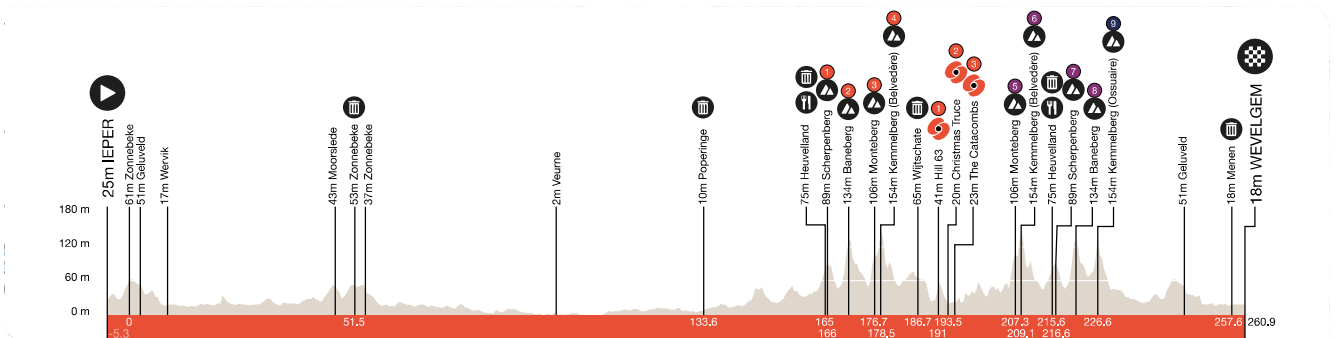 25m IEPER
61m Zonnebeke
51m Geluveld
17m Wervik
43m Moorslede
53m Zonnebeke
37m Zonnebeke
2m Veurne
10m Poperinge
75m Heuvelland
89m Scherpenberg
1
134m Baneberg
2
106m Monteberg
3
154m Kemmelberg (Belvedère)
4
65m Wijtschate
41m Hill 63
1
20m Christmas Truce
2
23m The Catacombs
3
106m Monteberg
5
154m Kemmelberg (Belvedère)
6
75m Heuvelland
89m Scherpenberg
7
134m Baneberg
8
154m Kemmelberg (Ossuaire)
9
51m Geluveld
18m Menen
18m WEVELGEM
180 m
120 m
60 m
0 m
0 51,5 133,6 165 176,7 186,7 193,5 207,3 215,6 226,6 257,6 260.9
-5.3 166 178,5 191 209,1 216,6